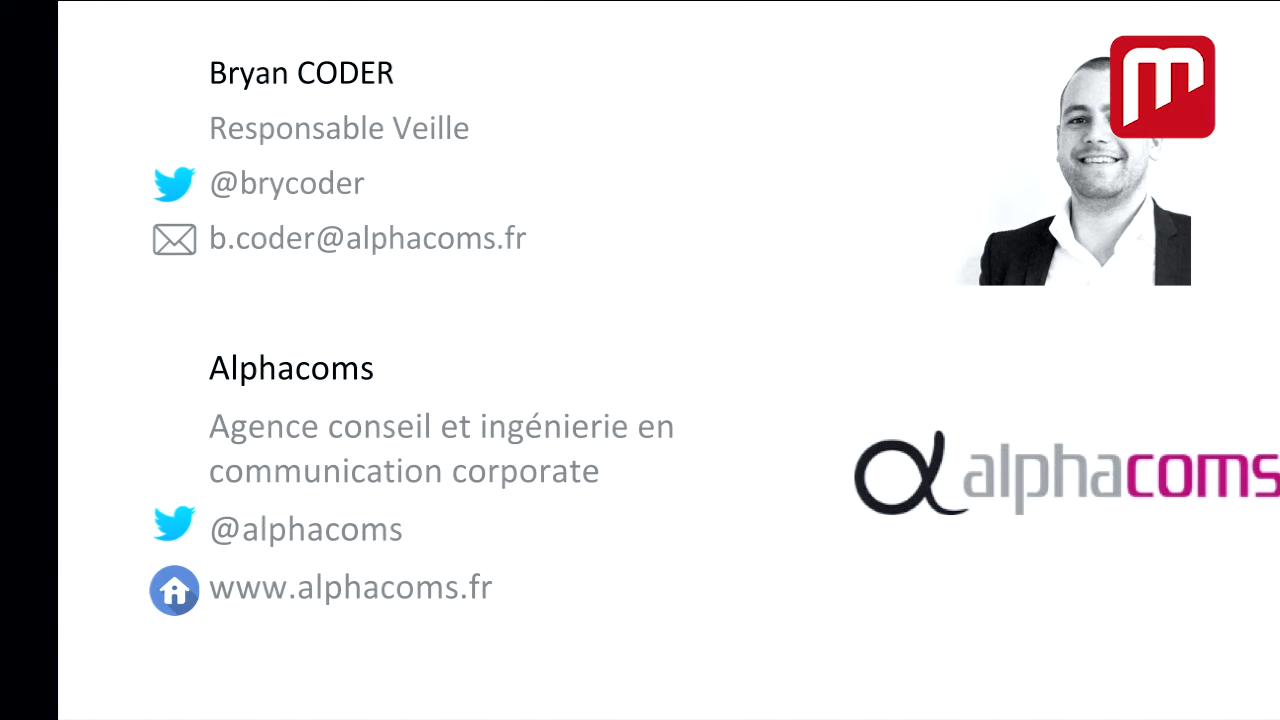 Bryan CODER
Responsable Veille
@brycoder
b.coder@alphacoms.fr
Alphacoms
Agence conseil et ingénierie en
communication corporate
@alphacoms
www.alphacoms.fr
alphacoms